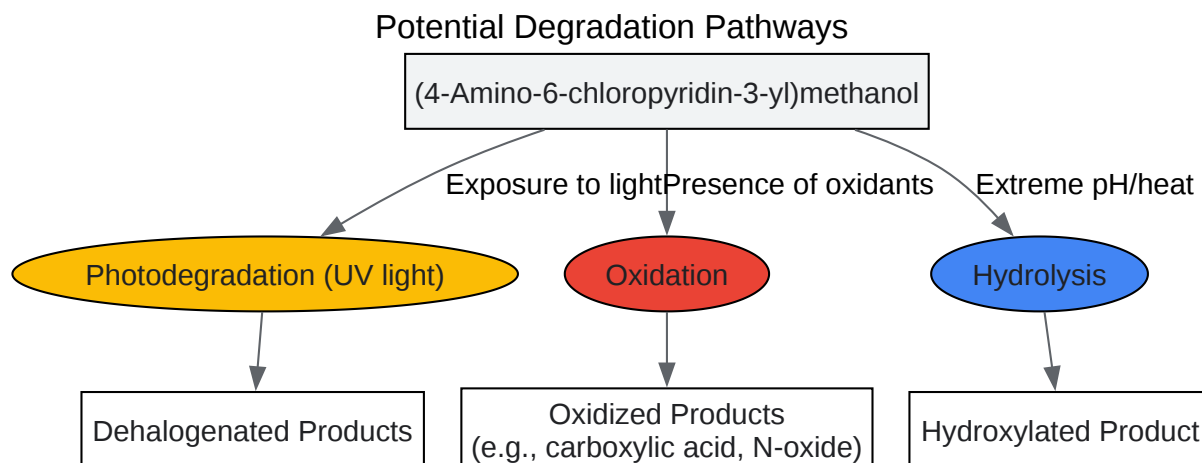 Potential Degradation Pathways
(4-Amino-6-chloropyridin-3-yl)methanol
Exposure to light
Presence of oxidants
Extreme pH/heat
Photodegradation (UV light)
Oxidation
Hydrolysis
Dehalogenated Products
Oxidized Products
(e.g., carboxylic acid, N-oxide)
Hydroxylated Product